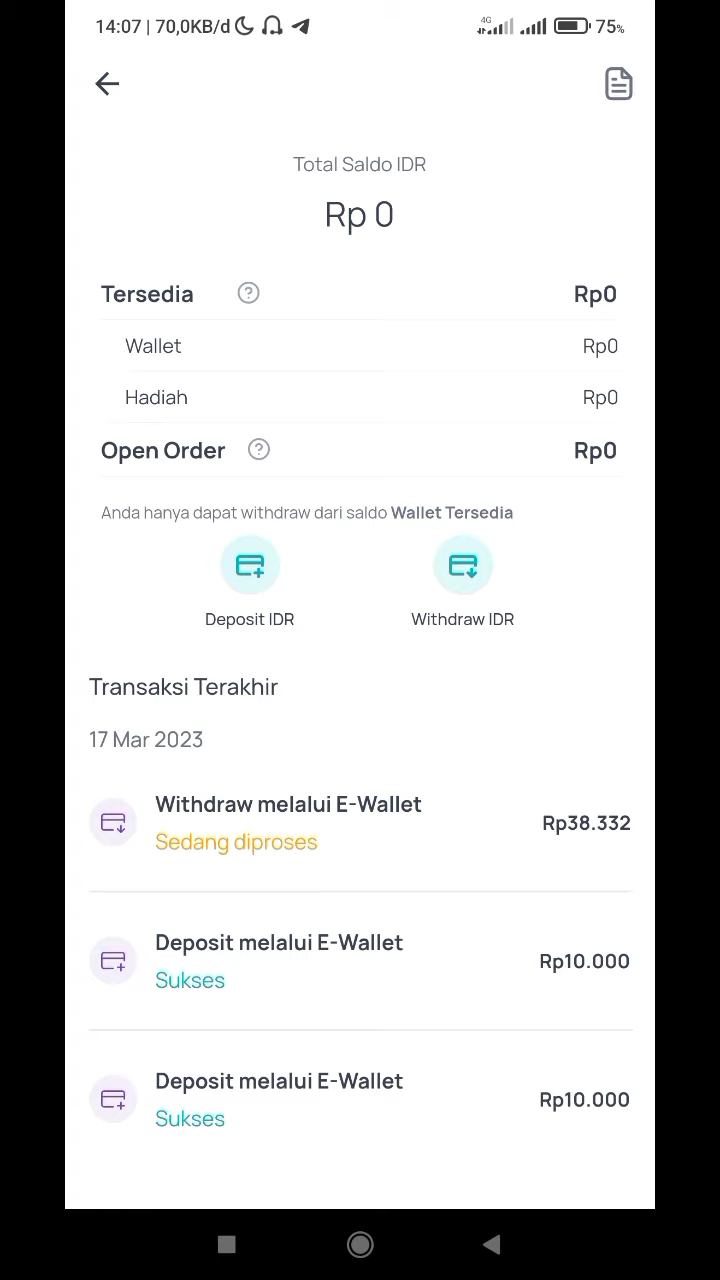 14:07 | 70,0KB/d
4G
75%
Total Saldo IDR
Rp 0
Tersedia ? Rp0
Wallet Rp0
Hadiah Rp0
Open Order ? Rp0
Anda hanya dapat withdraw dari saldo Wallet Tersedia
Deposit IDR Withdraw IDR
Transaksi Terakhir
17 Mar 2023
Withdraw melalui E-Wallet
Rp38.332
Sedang diproses
Deposit melalui E-Wallet
Rp10.000
Sukses
Deposit melalui E-Wallet
Rp10.000
Sukses